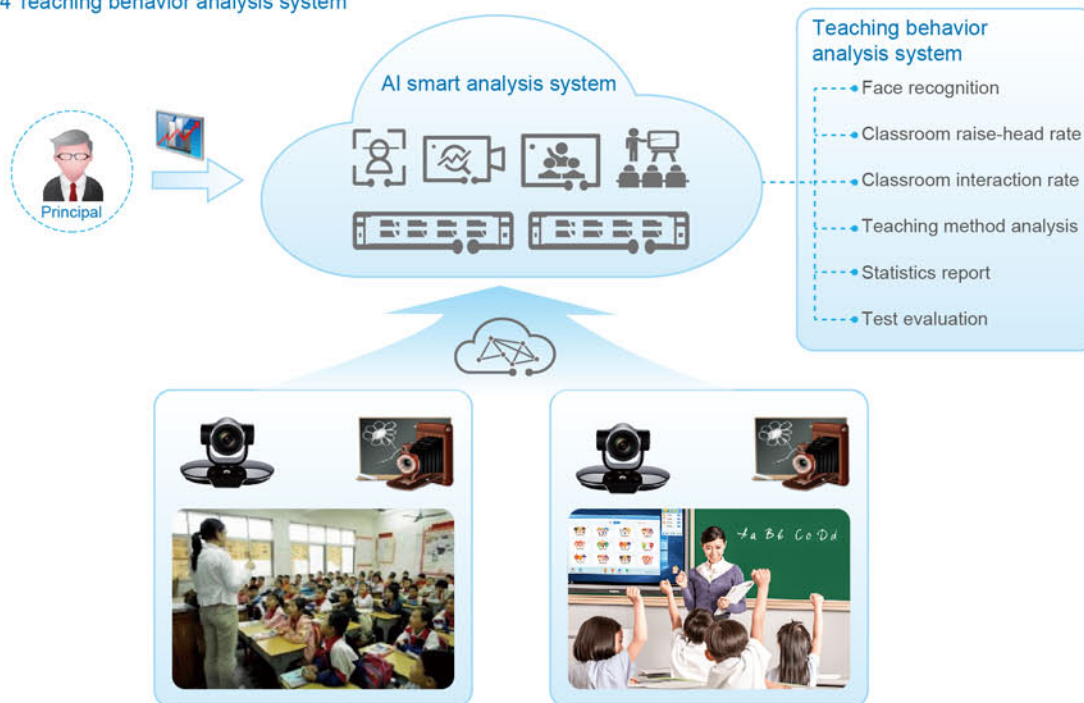 4 Teaching behavior analysis system
AI smart analysis system
Principal
Teaching behavior
analysis system
Face recognition
Classroom raise-head rate
Classroom interaction rate
Teaching method analysis
Statistics report
Test evaluation
Aa Bb Cc Dd